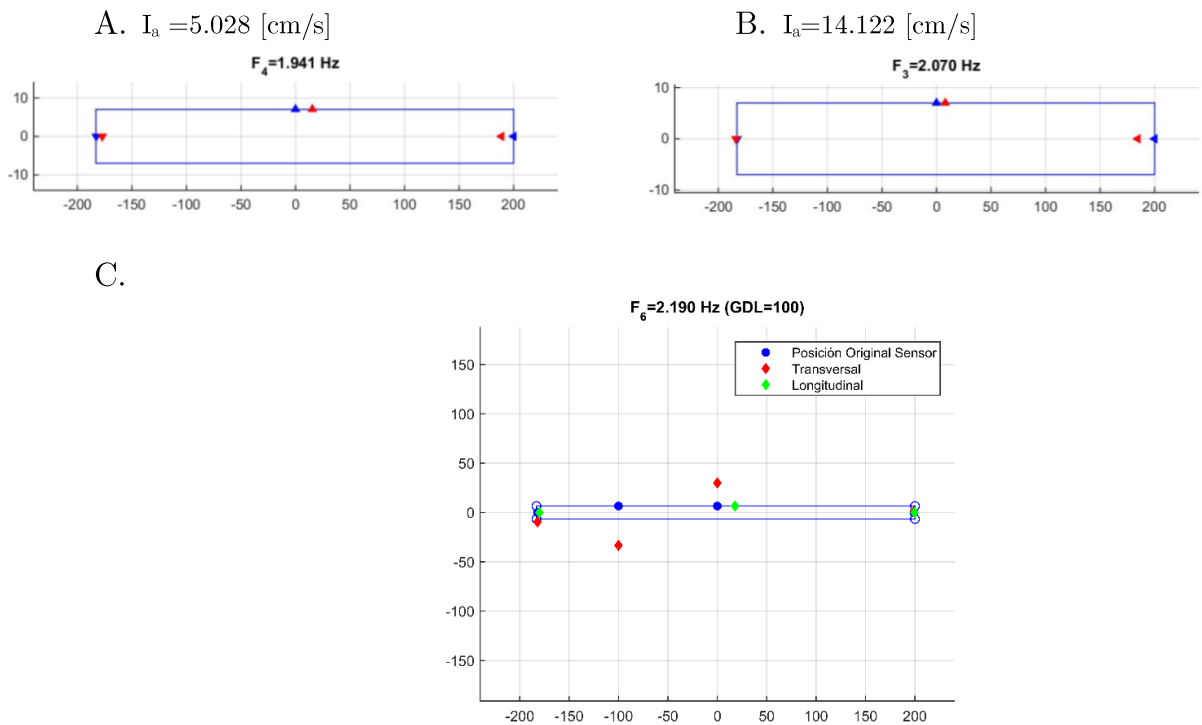 A. Iₐ =5.028 [cm/s]
F₄=1.941 Hz
10
0
-10
-200 -150 -100 -50 0 50 100 150 200
B. Iₐ=14.122 [cm/s]
F₃=2.070 Hz
10
0
-10
-200 -150 -100 -50 0 50 100 150 200
C.
F₆=2.190 Hz (GDL=100)
Posición Original Sensor
Transversal
Longitudinal
150
100
50
0
-50
-100
-150
-200 -150 -100 -50 0 50 100 150 200